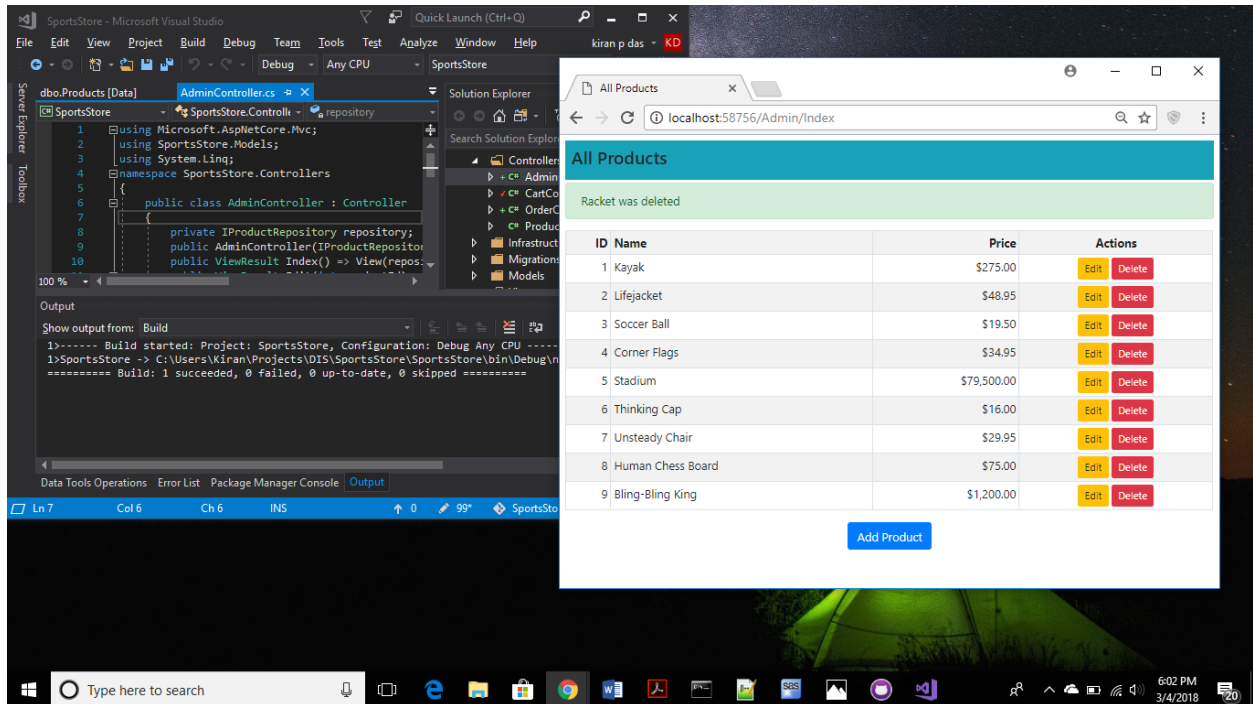 SportsStore - Microsoft Visual Studio
Quick Launch (Ctrl+Q)
File Edit View Project Build Debug Team Tools Test Analyze Window Help kiran p das KD
Debug Any CPU SportsStore
Server Explorer
Toolbox
dbo.Products [Data] AdminController.cs
SportsStore SportsStore.Controlle repository
1 using Microsoft.AspNetCore.Mvc;
2 using SportsStore.Models;
3 using System.Linq;
4 namespace SportsStore.Controllers
5 {
6 public class AdminController : Controller
7 {
8 private IProductRepository repository;
9 public AdminController(IProductRepositor
10 public ViewResult Index() => View(repos:
100 %
Solution Explorer
Search Solution Explor
Controllers
+ C# Admin
C# CartCo
+ C# OrderC
C# Produc
Infrastruct
Migrations
Models
Output
Show output from: Build
1>------ Build started: Project: SportsStore, Configuration: Debug Any CPU -----
1>SportsStore -> C:\Users\Kiran\Projects\DIS\SportsStore\SportsStore\bin\Debug\n
========== Build: 1 succeeded, 0 failed, 0 up-to-date, 0 skipped ==========
Data Tools Operations Error List Package Manager Console Output
Ln 7 Col 6 Ch 6 INS 0 99* SportsSto
All Products
localhost:58756/Admin/Index
All Products
Racket was deleted
ID Name Price Actions
1 Kayak $275.00 Edit Delete
2 Lifejacket $48.95 Edit Delete
3 Soccer Ball $19.50 Edit Delete
4 Corner Flags $34.95 Edit Delete
5 Stadium $79,500.00 Edit Delete
6 Thinking Cap $16.00 Edit Delete
7 Unsteady Chair $29.95 Edit Delete
8 Human Chess Board $75.00 Edit Delete
9 Bling-Bling King $1,200.00 Edit Delete
Add Product
Type here to search
sas
6:02 PM
3/4/2018
20